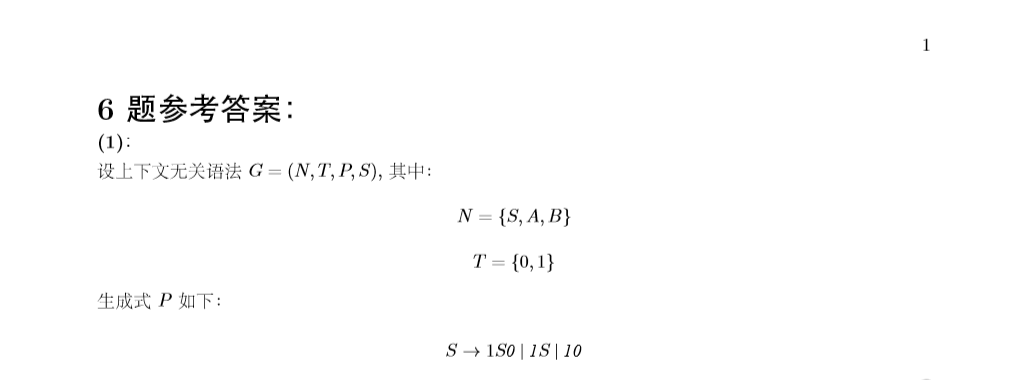 1
6 题参考答案:
(1):
设上下文无关语法 G = (N, T, P, S), 其中:
N = {S, A, B}
T = {0, 1}
生成式 P 如下:
S → 1S0 | 1S | 10